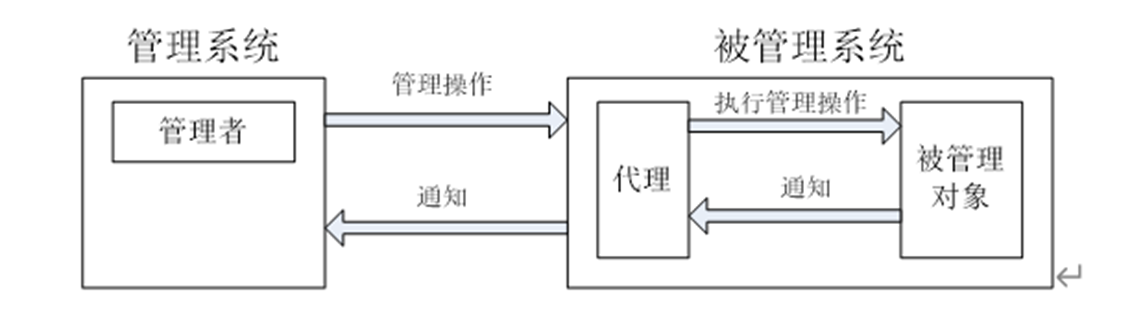 管理系统
被管理系统
管理操作
执行管理操作
管理者
代理
被管理
对象
通知
通知